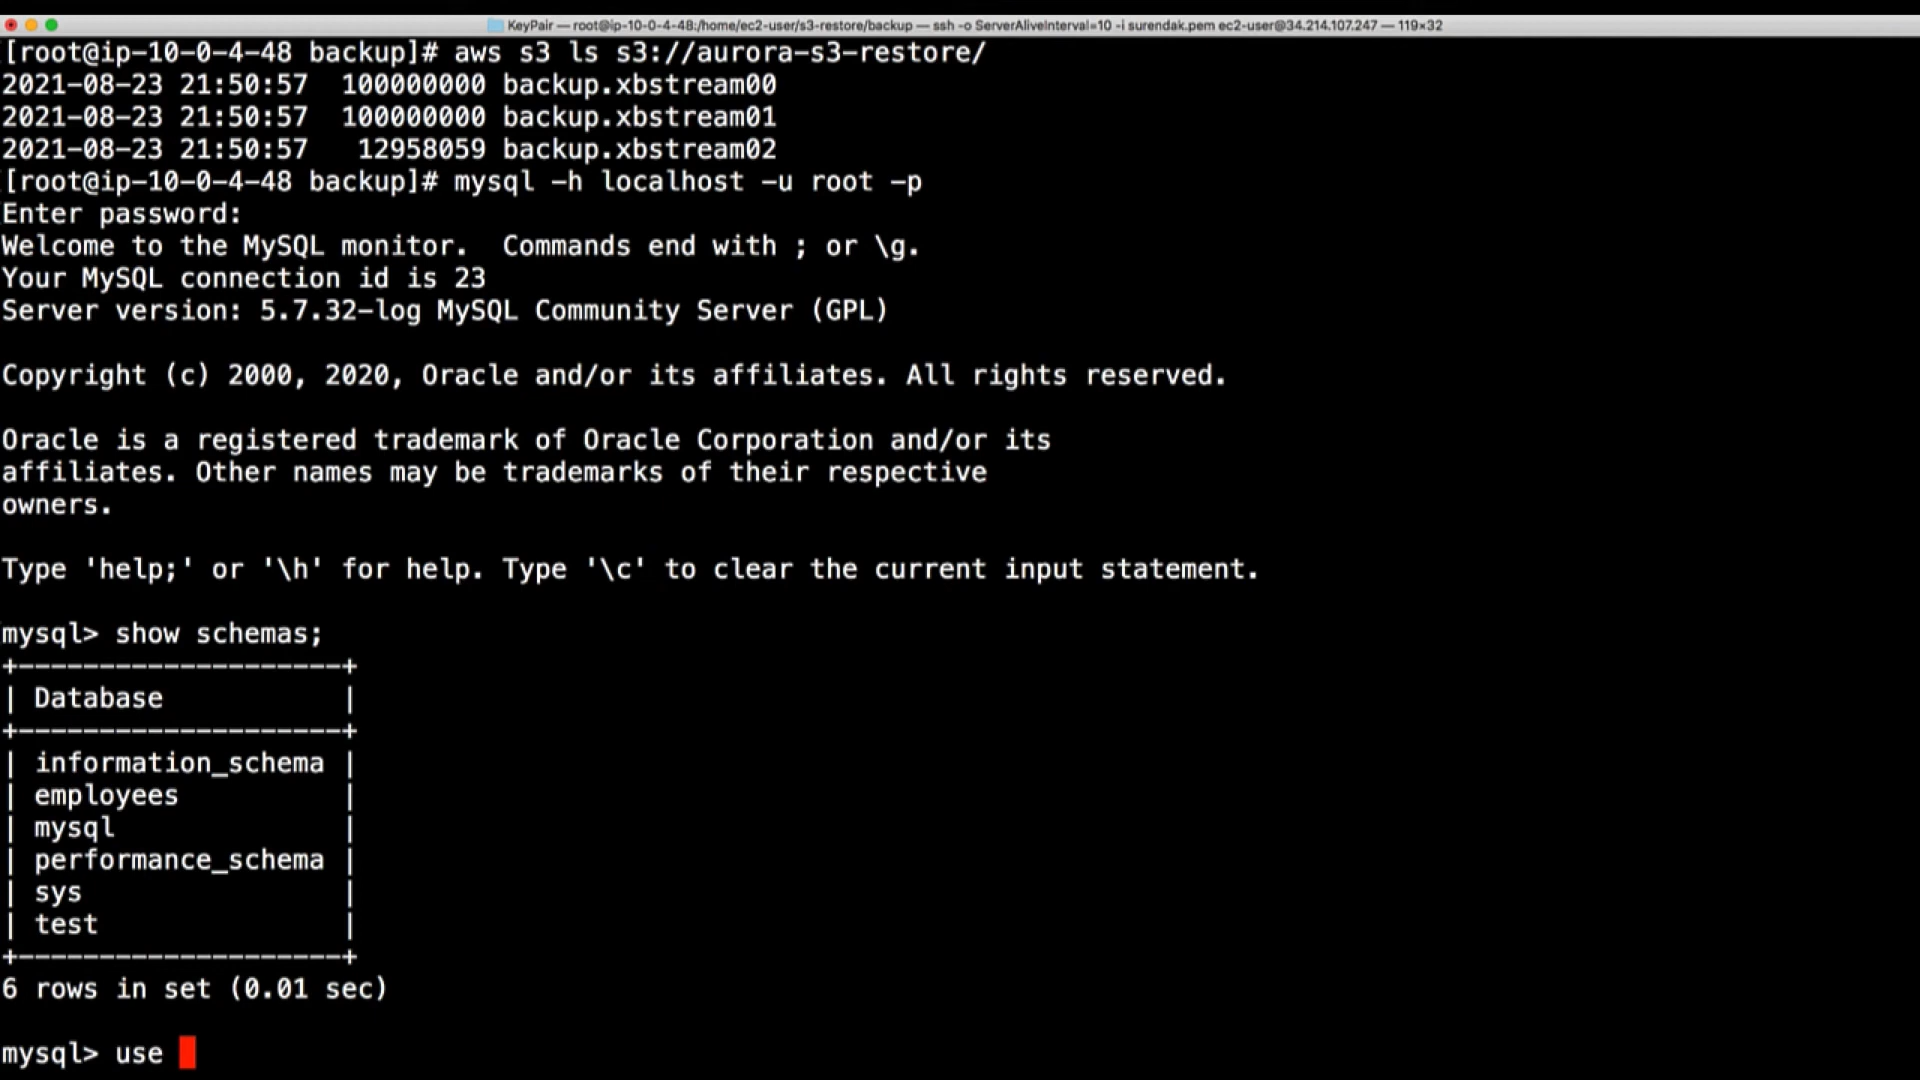 KeyPair — root@ip-10-0-4-48:/home/ec2-user/s3-restore/backup — ssh -o ServerAliveInterval=10 -i surendak.pem ec2-user@34.214.107.247 — 119×32
[[root@ip-10-0-4-48 backup]# aws s3 ls s3://aurora-s3-restore/
2021-08-23 21:50:57  100000000 backup.xbstream00
2021-08-23 21:50:57  100000000 backup.xbstream01
2021-08-23 21:50:57   12958059 backup.xbstream02
[[root@ip-10-0-4-48 backup]# mysql -h localhost -u root -p
Enter password:
Welcome to the MySQL monitor.  Commands end with ; or \g.
Your MySQL connection id is 23
Server version: 5.7.32-log MySQL Community Server (GPL)
Copyright (c) 2000, 2020, Oracle and/or its affiliates. All rights reserved.
Oracle is a registered trademark of Oracle Corporation and/or its
affiliates. Other names may be trademarks of their respective
owners.
Type 'help;' or '\h' for help. Type '\c' to clear the current input statement.
mysql> show schemas;
+--------------------+
| Database           |
+--------------------+
| information_schema |
| employees          |
| mysql              |
| performance_schema |
| sys                |
| test               |
+--------------------+
6 rows in set (0.01 sec)
mysql> use